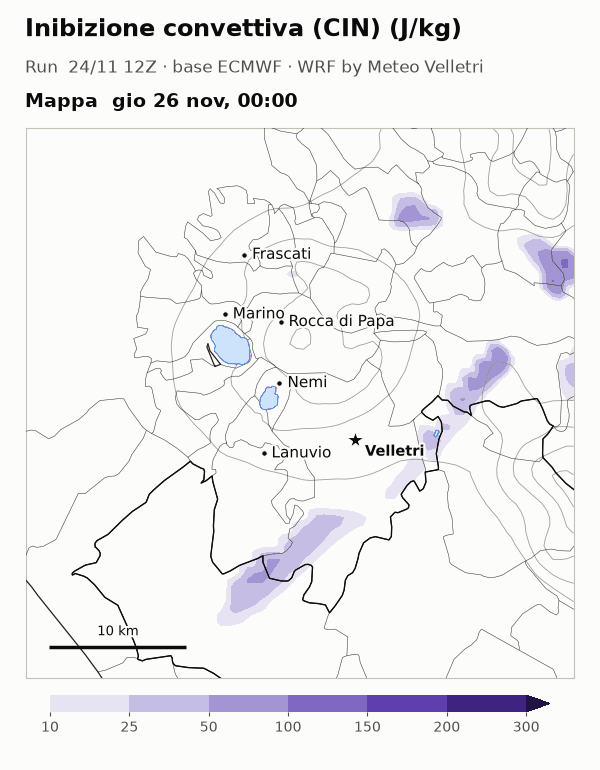 Inibizione convettiva (CIN) (J/kg)
Run 24/11 12Z · base ECMWF · WRF by Meteo Velletri
Mappa gio 26 nov, 00:00
Frascati
Marino
Rocca di Papa
Nemi
Velletri
Lanuvio
10 km
10 25 50 100 150 200 300